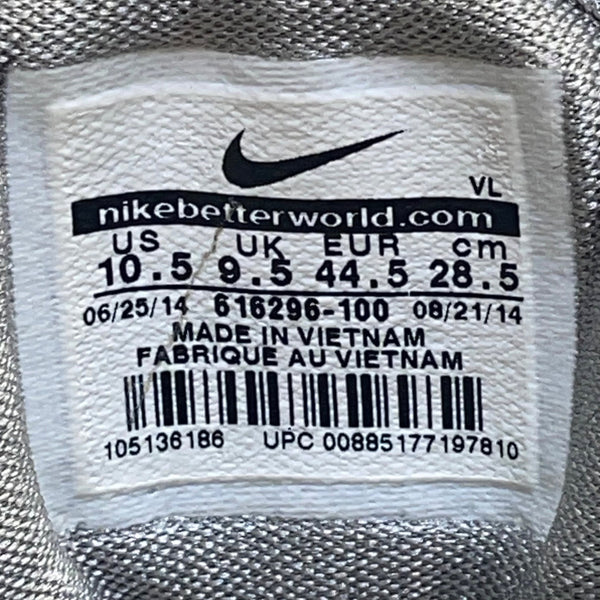 VL
nikebetterworld.com
US UK EUR cm
10.5 9.5 44.5 28.5
06/25/14 616296-100 08/21/14
MADE IN VIETNAM
FABRIQUE AU VIETNAM
105136186 UPC 00885177197810